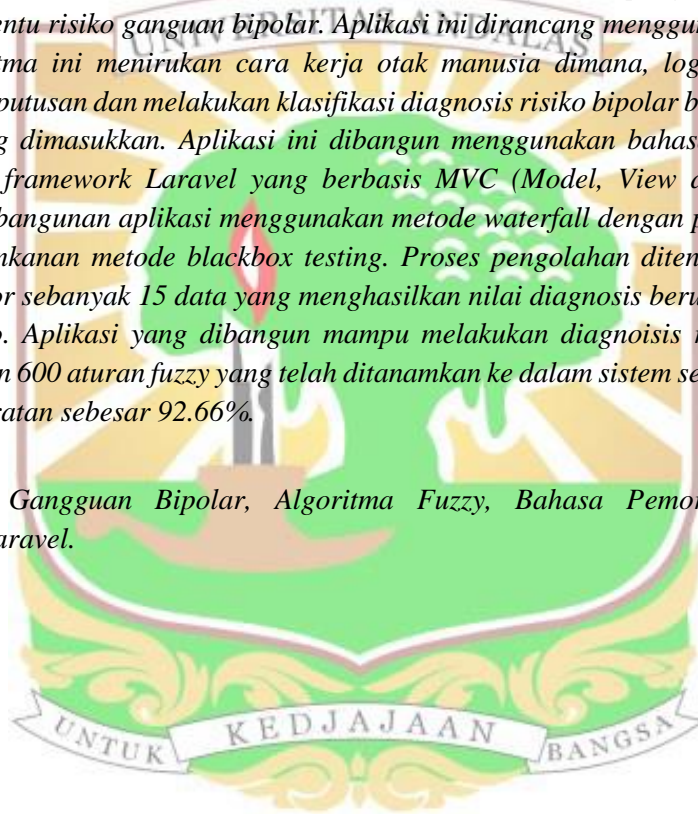 entu risiko ganguan bipolar. Aplikasi ini dirancang menggun
UNIVERSITAS ANDALAS
tma ini menirukan cara kerja otak manusia dimana, log
putusan dan melakukan klasifikasi diagnosis risiko bipolar b
g dimasukkan. Aplikasi ini dibangun menggunakan bahas
framework Laravel yang berbasis MVC (Model, View a
bangunan aplikasi menggunakan metode waterfall dengan p
mkanan metode blackbox testing. Proses pengolahan diten
or sebanyak 15 data yang menghasilkan nilai diagnosis beru
o. Aplikasi yang dibangun mampu melakukan diagnoisis r
n 600 aturan fuzzy yang telah ditanamkan ke dalam sistem se
ratan sebesar 92.66%.
Gangguan Bipolar, Algoritma Fuzzy, Bahasa Pemo
aravel.
UNTUK KEDJAJAAN BANGSA